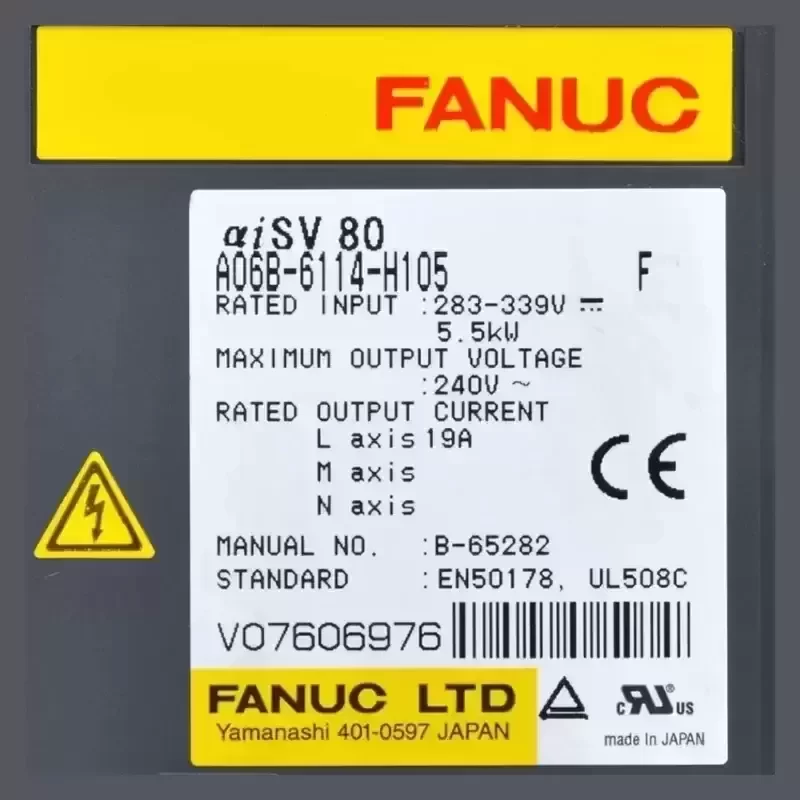 FANUC
αiSV 80
A06B-6114-H105 F
RATED INPUT :283-339V ⎓
5.5kW
MAXIMUM OUTPUT VOLTAGE
:240V ~
RATED OUTPUT CURRENT
L axis 19A
M axis
N axis
CE
MANUAL NO. :B-65282
STANDARD :EN50178, UL508C
V07606976
FANUC LTD
Yamanashi 401-0597 JAPAN
c RU ® US
made In JAPAN